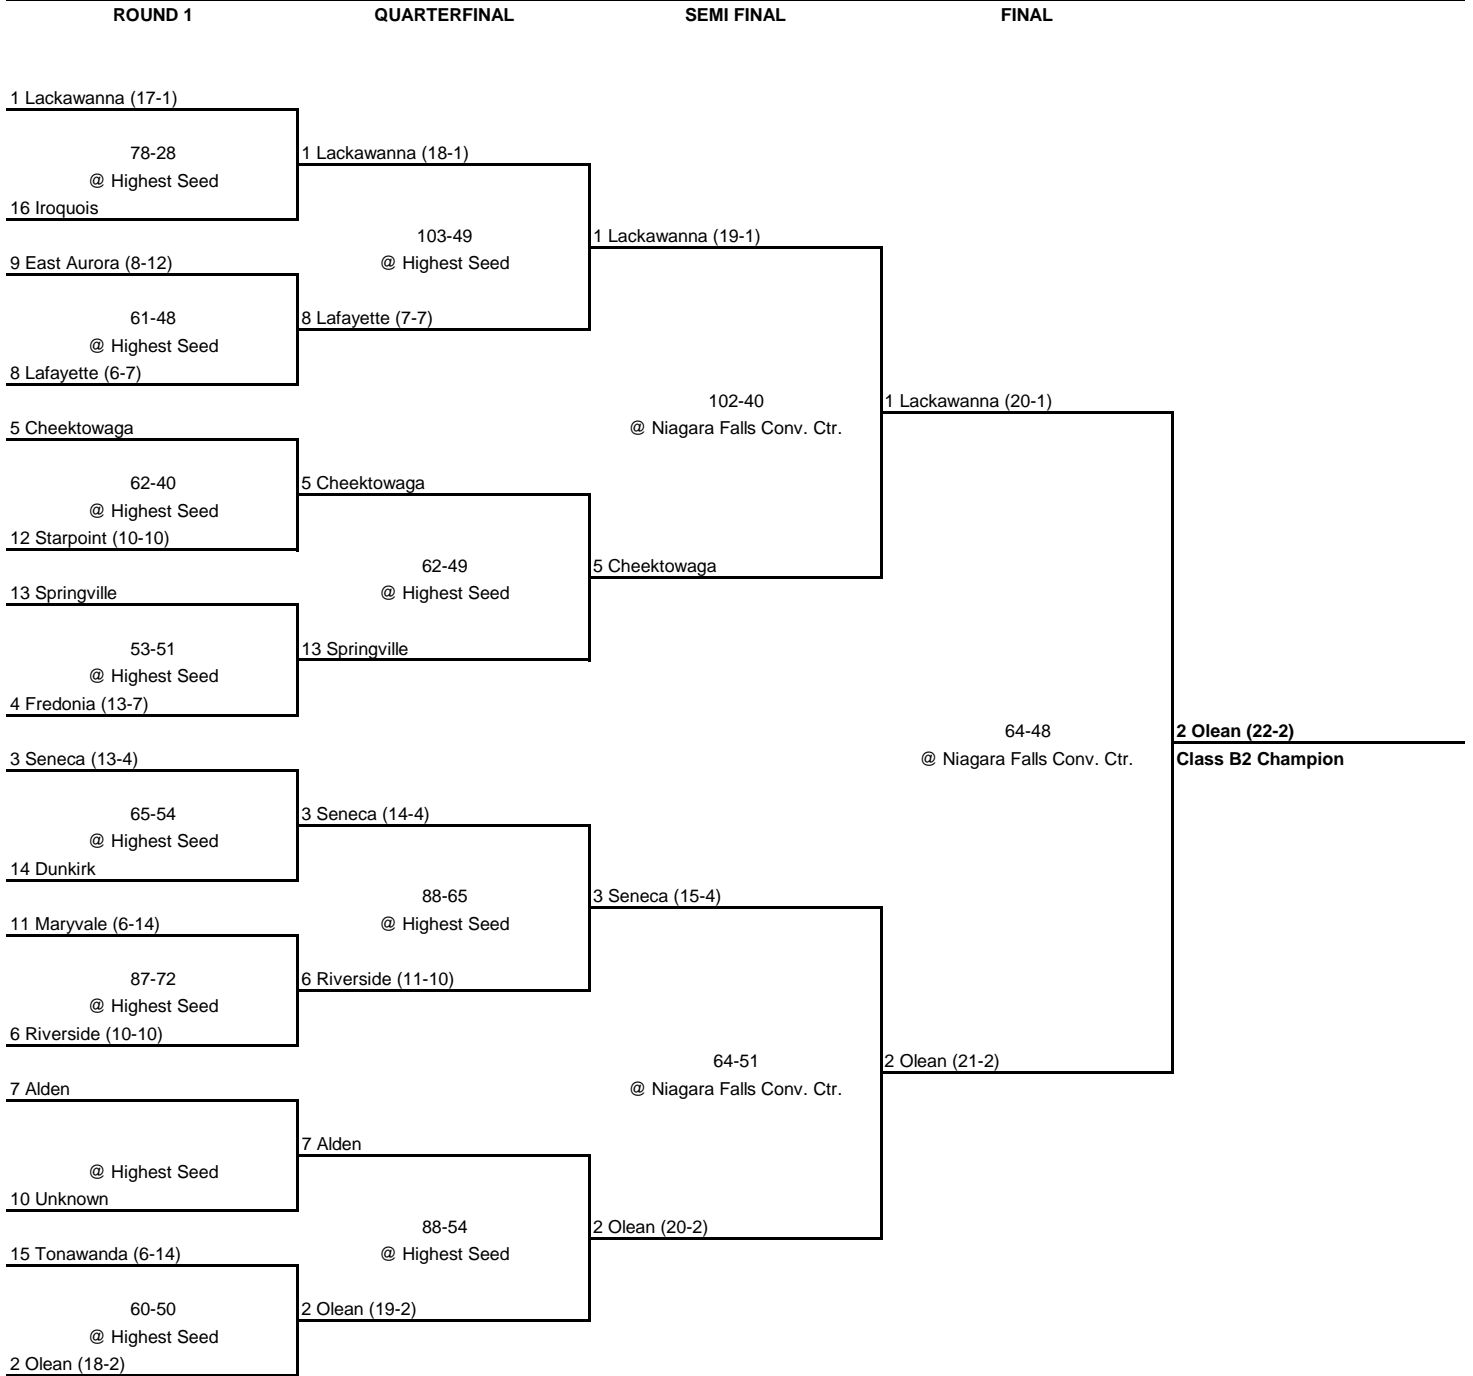 ROUND 1 QUARTERFINAL SEMI FINAL FINAL
1 Lackawanna (17-1)
78-28
@ Highest Seed
16 Iroquois
9 East Aurora (8-12)
61-48
@ Highest Seed
8 Lafayette (6-7)
5 Cheektowaga
62-40
@ Highest Seed
12 Starpoint (10-10)
13 Springville
53-51
@ Highest Seed
4 Fredonia (13-7)
3 Seneca (13-4)
65-54
@ Highest Seed
14 Dunkirk
11 Maryvale (6-14)
87-72
@ Highest Seed
6 Riverside (10-10)
7 Alden
@ Highest Seed
10 Unknown
15 Tonawanda (6-14)
60-50
@ Highest Seed
2 Olean (18-2)
1 Lackawanna (18-1)
103-49
@ Highest Seed
8 Lafayette (7-7)
5 Cheektowaga
62-49
@ Highest Seed
13 Springville
3 Seneca (14-4)
88-65
@ Highest Seed
6 Riverside (11-10)
7 Alden
88-54
@ Highest Seed
2 Olean (19-2)
1 Lackawanna (19-1)
102-40
@ Niagara Falls Conv. Ctr.
5 Cheektowaga
3 Seneca (15-4)
64-51
@ Niagara Falls Conv. Ctr.
2 Olean (20-2)
1 Lackawanna (20-1)
64-48
@ Niagara Falls Conv. Ctr.
2 Olean (21-2)
2 Olean (22-2)
Class B2 Champion